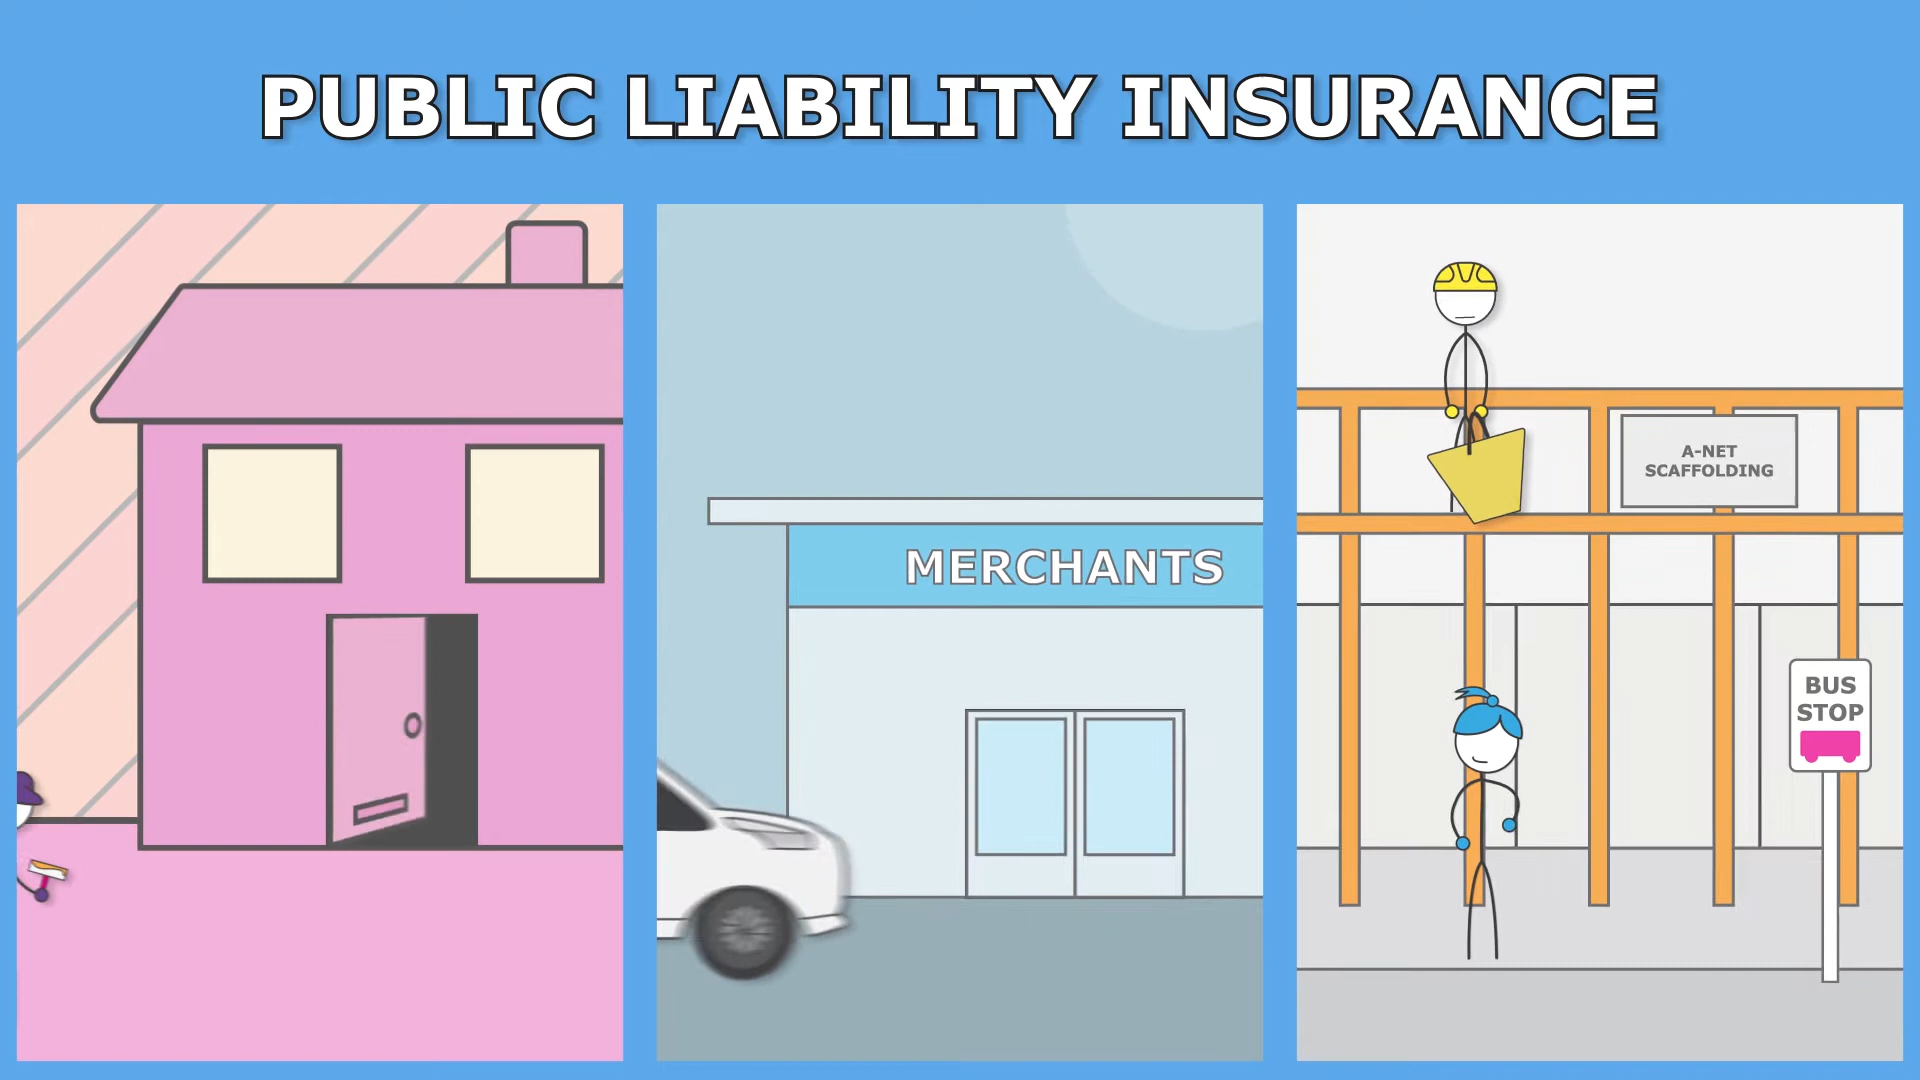 PUBLIC LIABILITY INSURANCE
MERCHANTS
A-NET
SCAFFOLDING
BUS
STOP